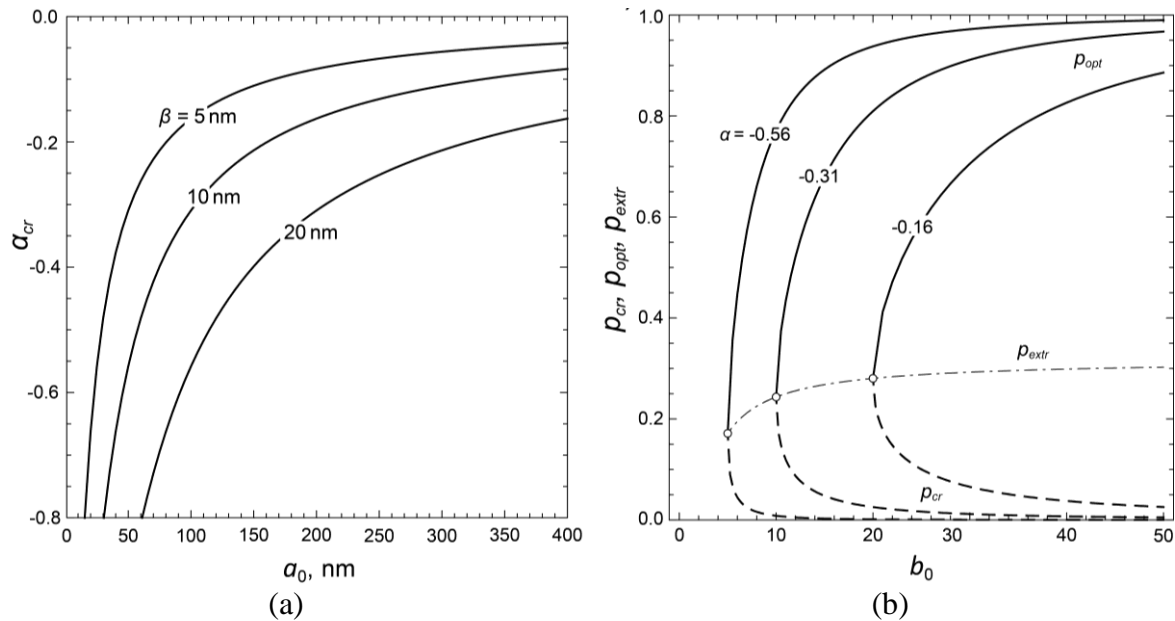 0.0
-0.2
-0.4
-0.6
-0.8
0
50
100
150
200
250
300
350
400
α_cr
a_0, nm
β = 5 nm
10 nm
20 nm
(a)
1.0
0.8
0.6
0.4
0.2
0.0
0
10
20
30
40
50
p_cr, p_opt, p_extr
b_0
α = -0.56
-0.31
-0.16
p_opt
p_extr
p_cr
(b)